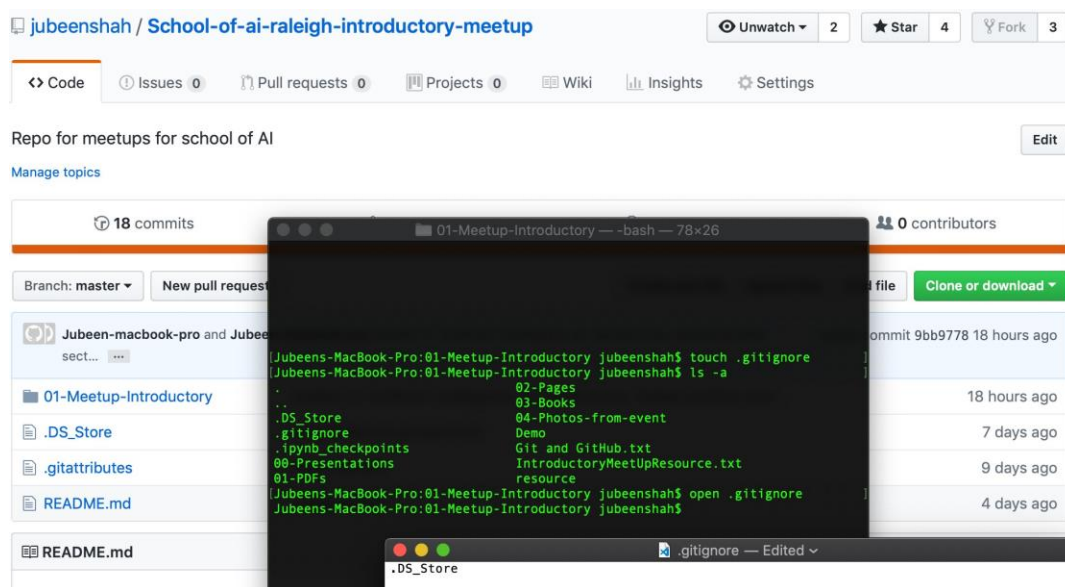 jubeenshah / School-of-ai-raleigh-introductory-meetup
Unwatch 2 Star 4 Fork 3
Code Issues 0 Pull requests 0 Projects 0 Wiki Insights Settings
Repo for meetups for school of AI
Edit
Manage topics
18 commits
0 contributors
01-Meetup-Introductory — -bash — 78×26
Branch: master New pull request
file Clone or download
Jubeen-macbook-pro and Jubee
sect... ...
ommit 9bb9778 18 hours ago
01-Meetup-Introductory 18 hours ago
.DS_Store 7 days ago
.gitattributes 9 days ago
README.md 4 days ago
README.md
[Jubeens-MacBook-Pro:01-Meetup-Introductory jubeenshah$ touch .gitignore ]
[Jubeens-MacBook-Pro:01-Meetup-Introductory jubeenshah$ ls -a ]
. 02-Pages
.. 03-Books
.DS_Store 04-Photos-from-event
.gitignore Demo
.ipynb_checkpoints Git and GitHub.txt
00-Presentations IntroductoryMeetUpResource.txt
01-PDFs resource
[Jubeens-MacBook-Pro:01-Meetup-Introductory jubeenshah$ open .gitignore ]
Jubeens-MacBook-Pro:01-Meetup-Introductory jubeenshah$
.gitignore — Edited
.DS_Store